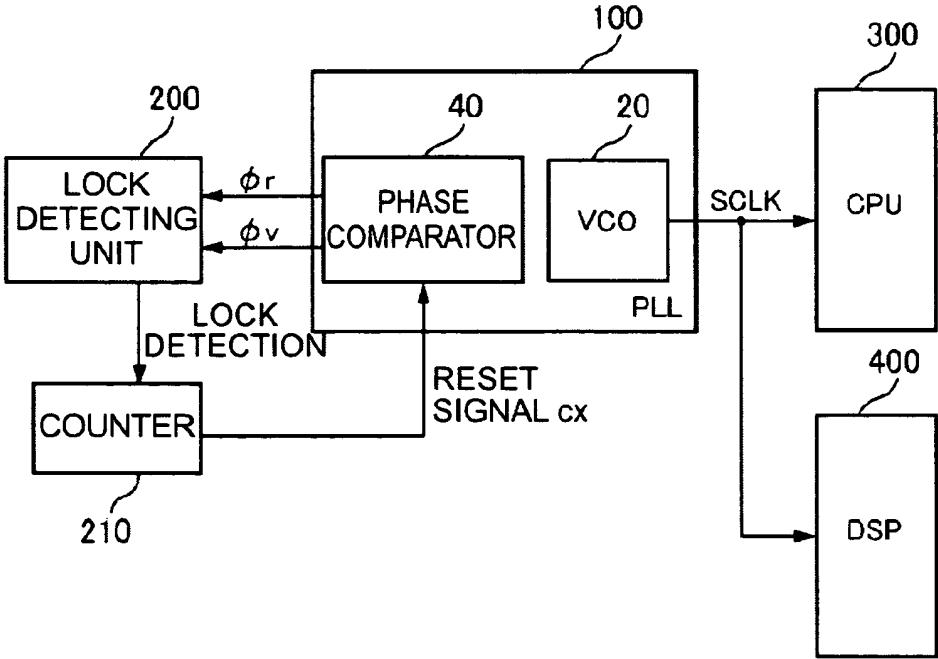 100
300
200
40
20
LOCK
DETECTING
UNIT
ϕr
ϕv
PHASE
COMPARATOR
VCO
SCLK
CPU
PLL
LOCK
DETECTION
RESET
SIGNAL cx
400
COUNTER
210
DSP